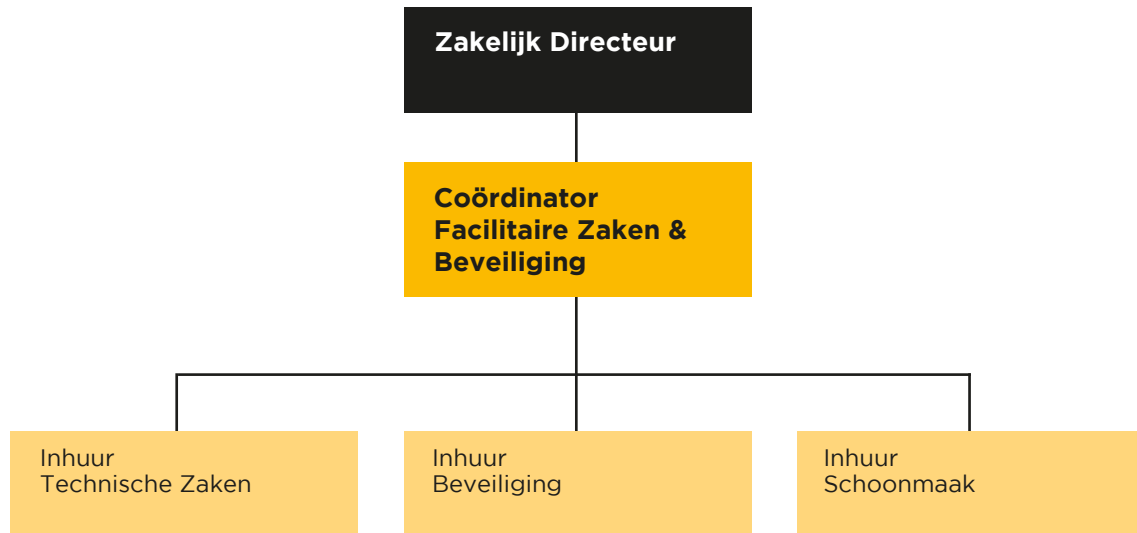 Zakelijk Directeur
Coördinator
Facilitaire Zaken &
Beveiliging
Inhuur
Technische Zaken
Inhuur
Beveiliging
Inhuur
Schoonmaak